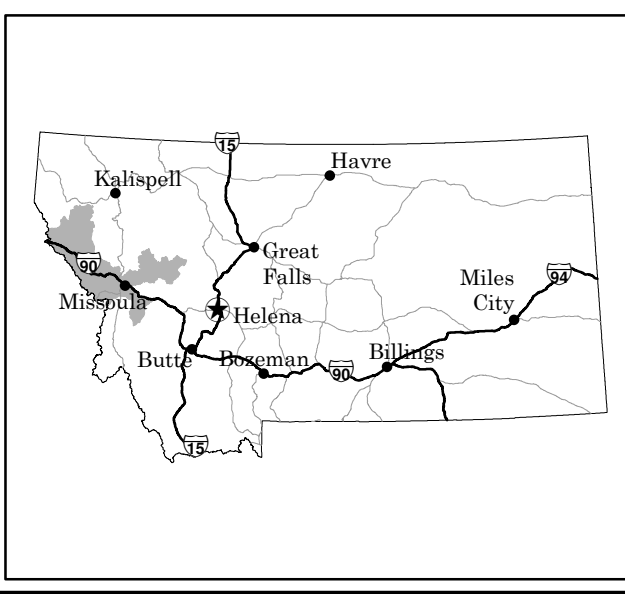 15
Havre
Kalispell
Great
Falls
90
Miles
City
94
Missoula
Helena
Butte
Bozeman
Billings
90
15